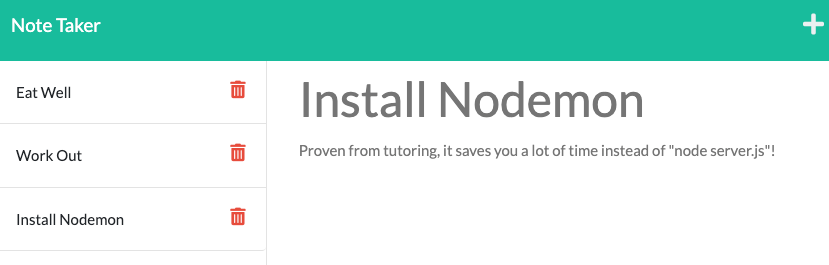 Note Taker
Eat Well
Work Out
Install Nodemon
Install Nodemon
Proven from tutoring, it saves you a lot of time instead of "node server.js"!